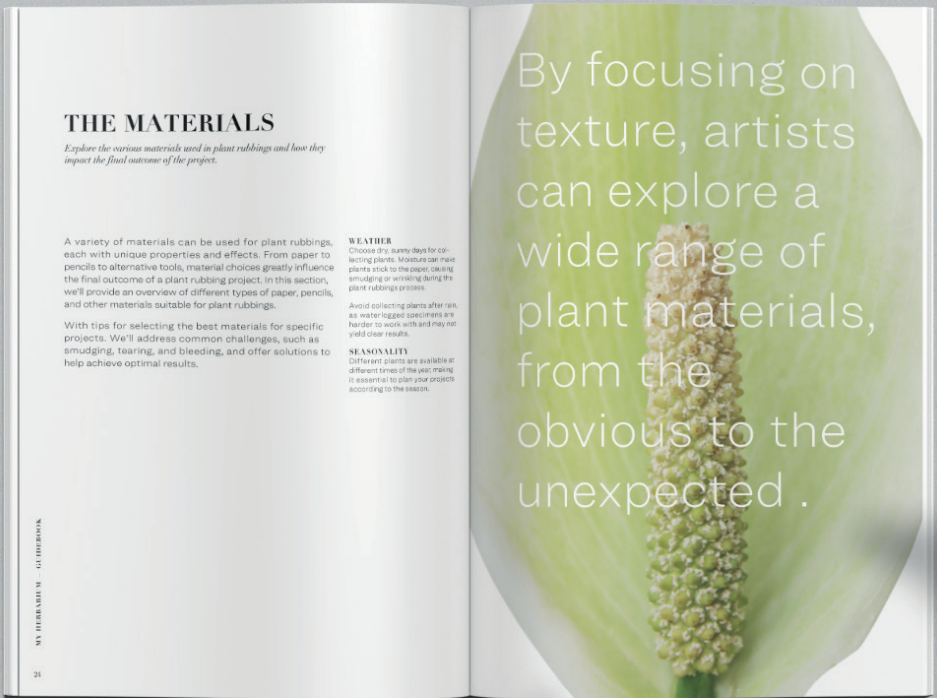 THE MATERIALS
Explore the various materials used in plant rubbings and how they
impact the final outcome of the project.
A variety of materials can be used for plant rubbings,
each with unique properties and effects. From paper to
pencils to alternative tools, material choices greatly influence
the final outcome of a plant rubbing project. In this section,
we'll provide an overview of different types of paper, pencils,
and other materials suitable for plant rubbings.
With tips for selecting the best materials for specific
projects. We'll address common challenges, such as
smudging, tearing, and bleeding, and offer solutions to
help achieve optimal results.
WEATHER
Choose dry, sunny days for col-
lecting plants. Moisture can make
plants stick to the paper, causing
smudging or wrinkling during the
plant rubbings process.
Avoid collecting plants after rain,
as waterlogged specimens are
harder to work with and may not
yield clear results.
SEASONALITY
Different plants are available at
different times of the year, making
it essential to plan your projects
according to the season.
MY HERBARIUM — GUIDEBOOK
24
By focusing on
texture, artists
can explore a
wide range of
plant materials,
from the
obvious to the
unexpected .